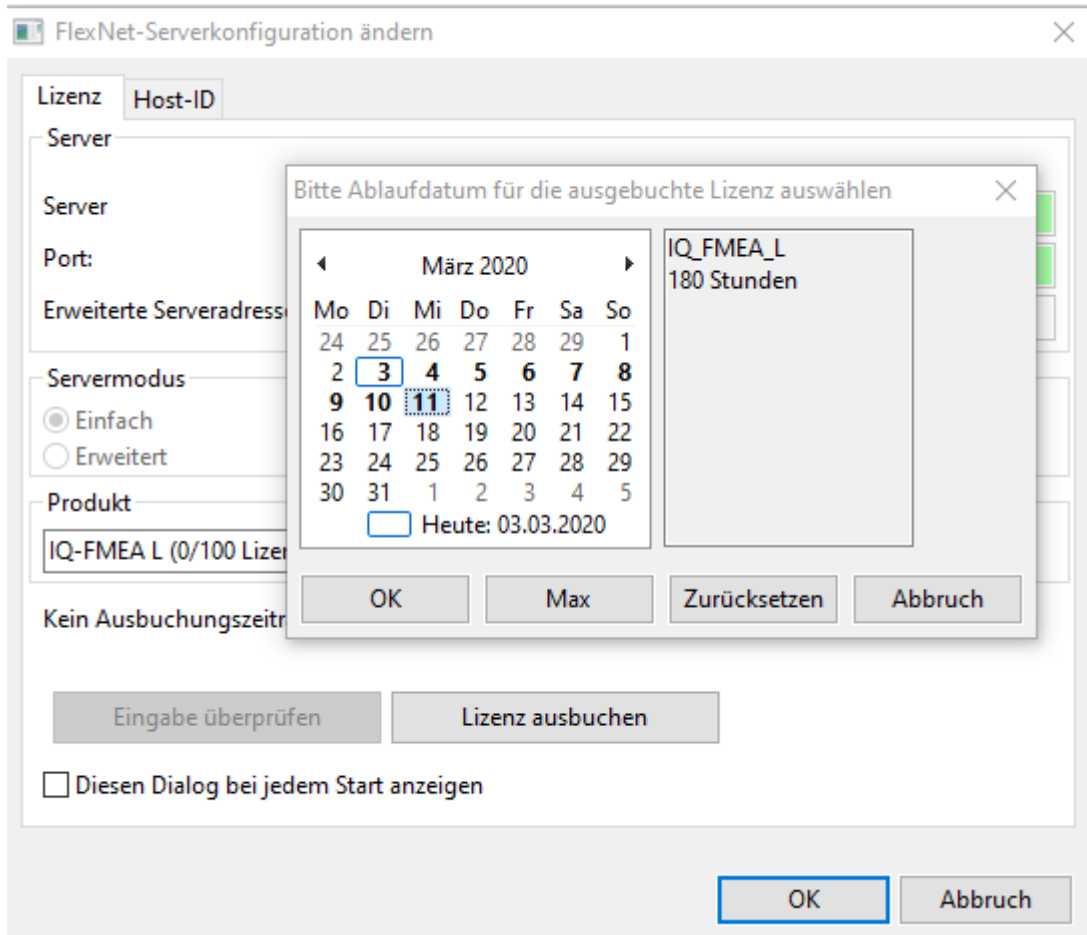 FlexNet-Serverkonfiguration ändern
Lizenz Host-ID
Server
Server
Port:
Erweiterte Serveradresse
Servermodus
Einfach
Erweitert
Produkt
IQ-FMEA L (0/100
Kein
Eingabe überprüfen Lizenz ausbuchen
Diesen Dialog bei jedem Start anzeigen
OK Abbruch
Bitte Ablaufdatum für die ausgebuchte Lizenz auswählen
März 2020
Mo Di Mi Do Fr Sa So
24 25 26 27 28 29 1
2 3 4 5 6 7 8
9 10 11 12 13 14 15
16 17 18 19 20 21 22
23 24 25 26 27 28 29
30 31 1 2 3 4 5
Heute: 03.03.2020
IQ_FMEA_L
180 Stunden
OK Max Zurücksetzen Abbruch